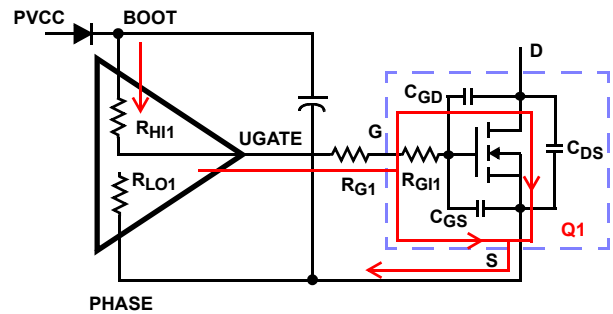 PVCC
BOOT
D
CGD
RHI1
UGATE
G
CDS
RLO1
RG1
RGI1
CGS
Q1
S
PHASE